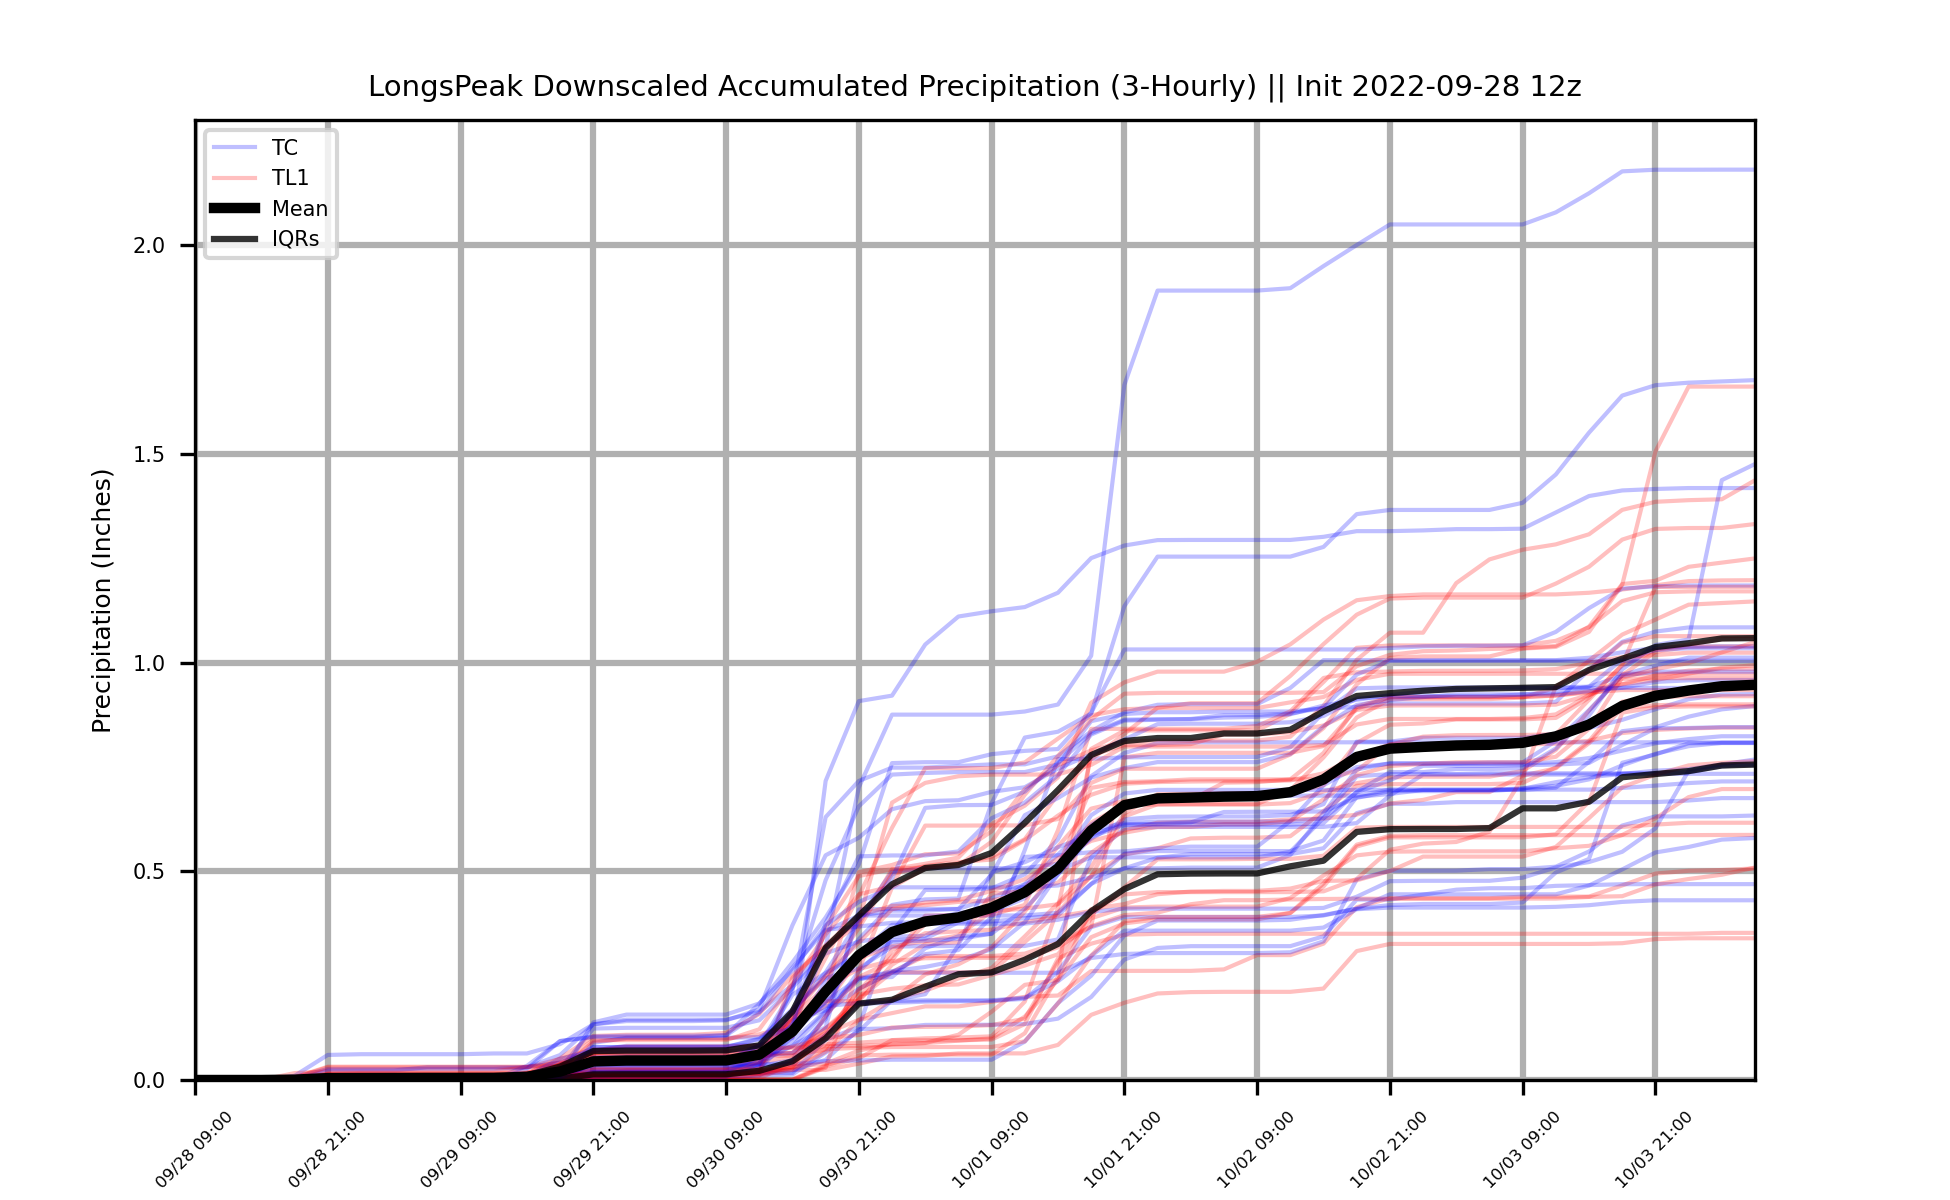 LongsPeak Downscaled Accumulated Precipitation (3-Hourly) || Init 2022-09-28 12z
TC
TL1
Mean
IQRs
Precipitation (Inches)
2.0
1.5
1.0
0.5
0.0
09/28 09:00
09/28 21:00
09/29 09:00
09/29 21:00
09/30 09:00
09/30 21:00
10/01 09:00
10/01 21:00
10/02 09:00
10/02 21:00
10/03 09:00
10/03 21:00